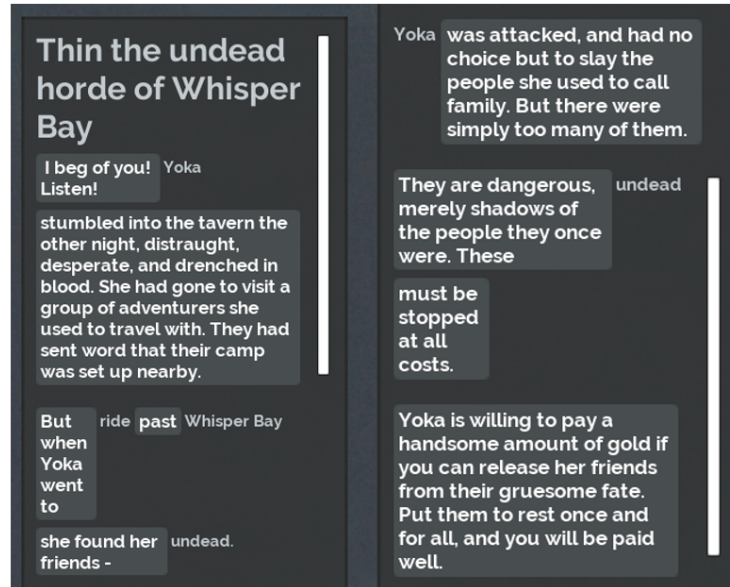 Thin the undead
horde of Whisper
Bay
I beg of you! Yoka
Listen!
stumbled into the tavern the
other night, distraught,
desperate, and drenched in
blood. She had gone to visit a
group of adventurers she
used to travel with. They had
sent word that their camp
was set up nearby.
But ride past Whisper Bay
when
Yoka
went
to
she found her undead.
friends -
Yoka was attacked, and had no
choice but to slay the
people she used to call
family. But there were
simply too many of them.
They are dangerous, undead
merely shadows of
the people they once
were. These
must be
stopped
at all
costs.
Yoka is willing to pay a
handsome amount of gold if
you can release her friends
from their gruesome fate.
Put them to rest once and
for all, and you will be paid
well.